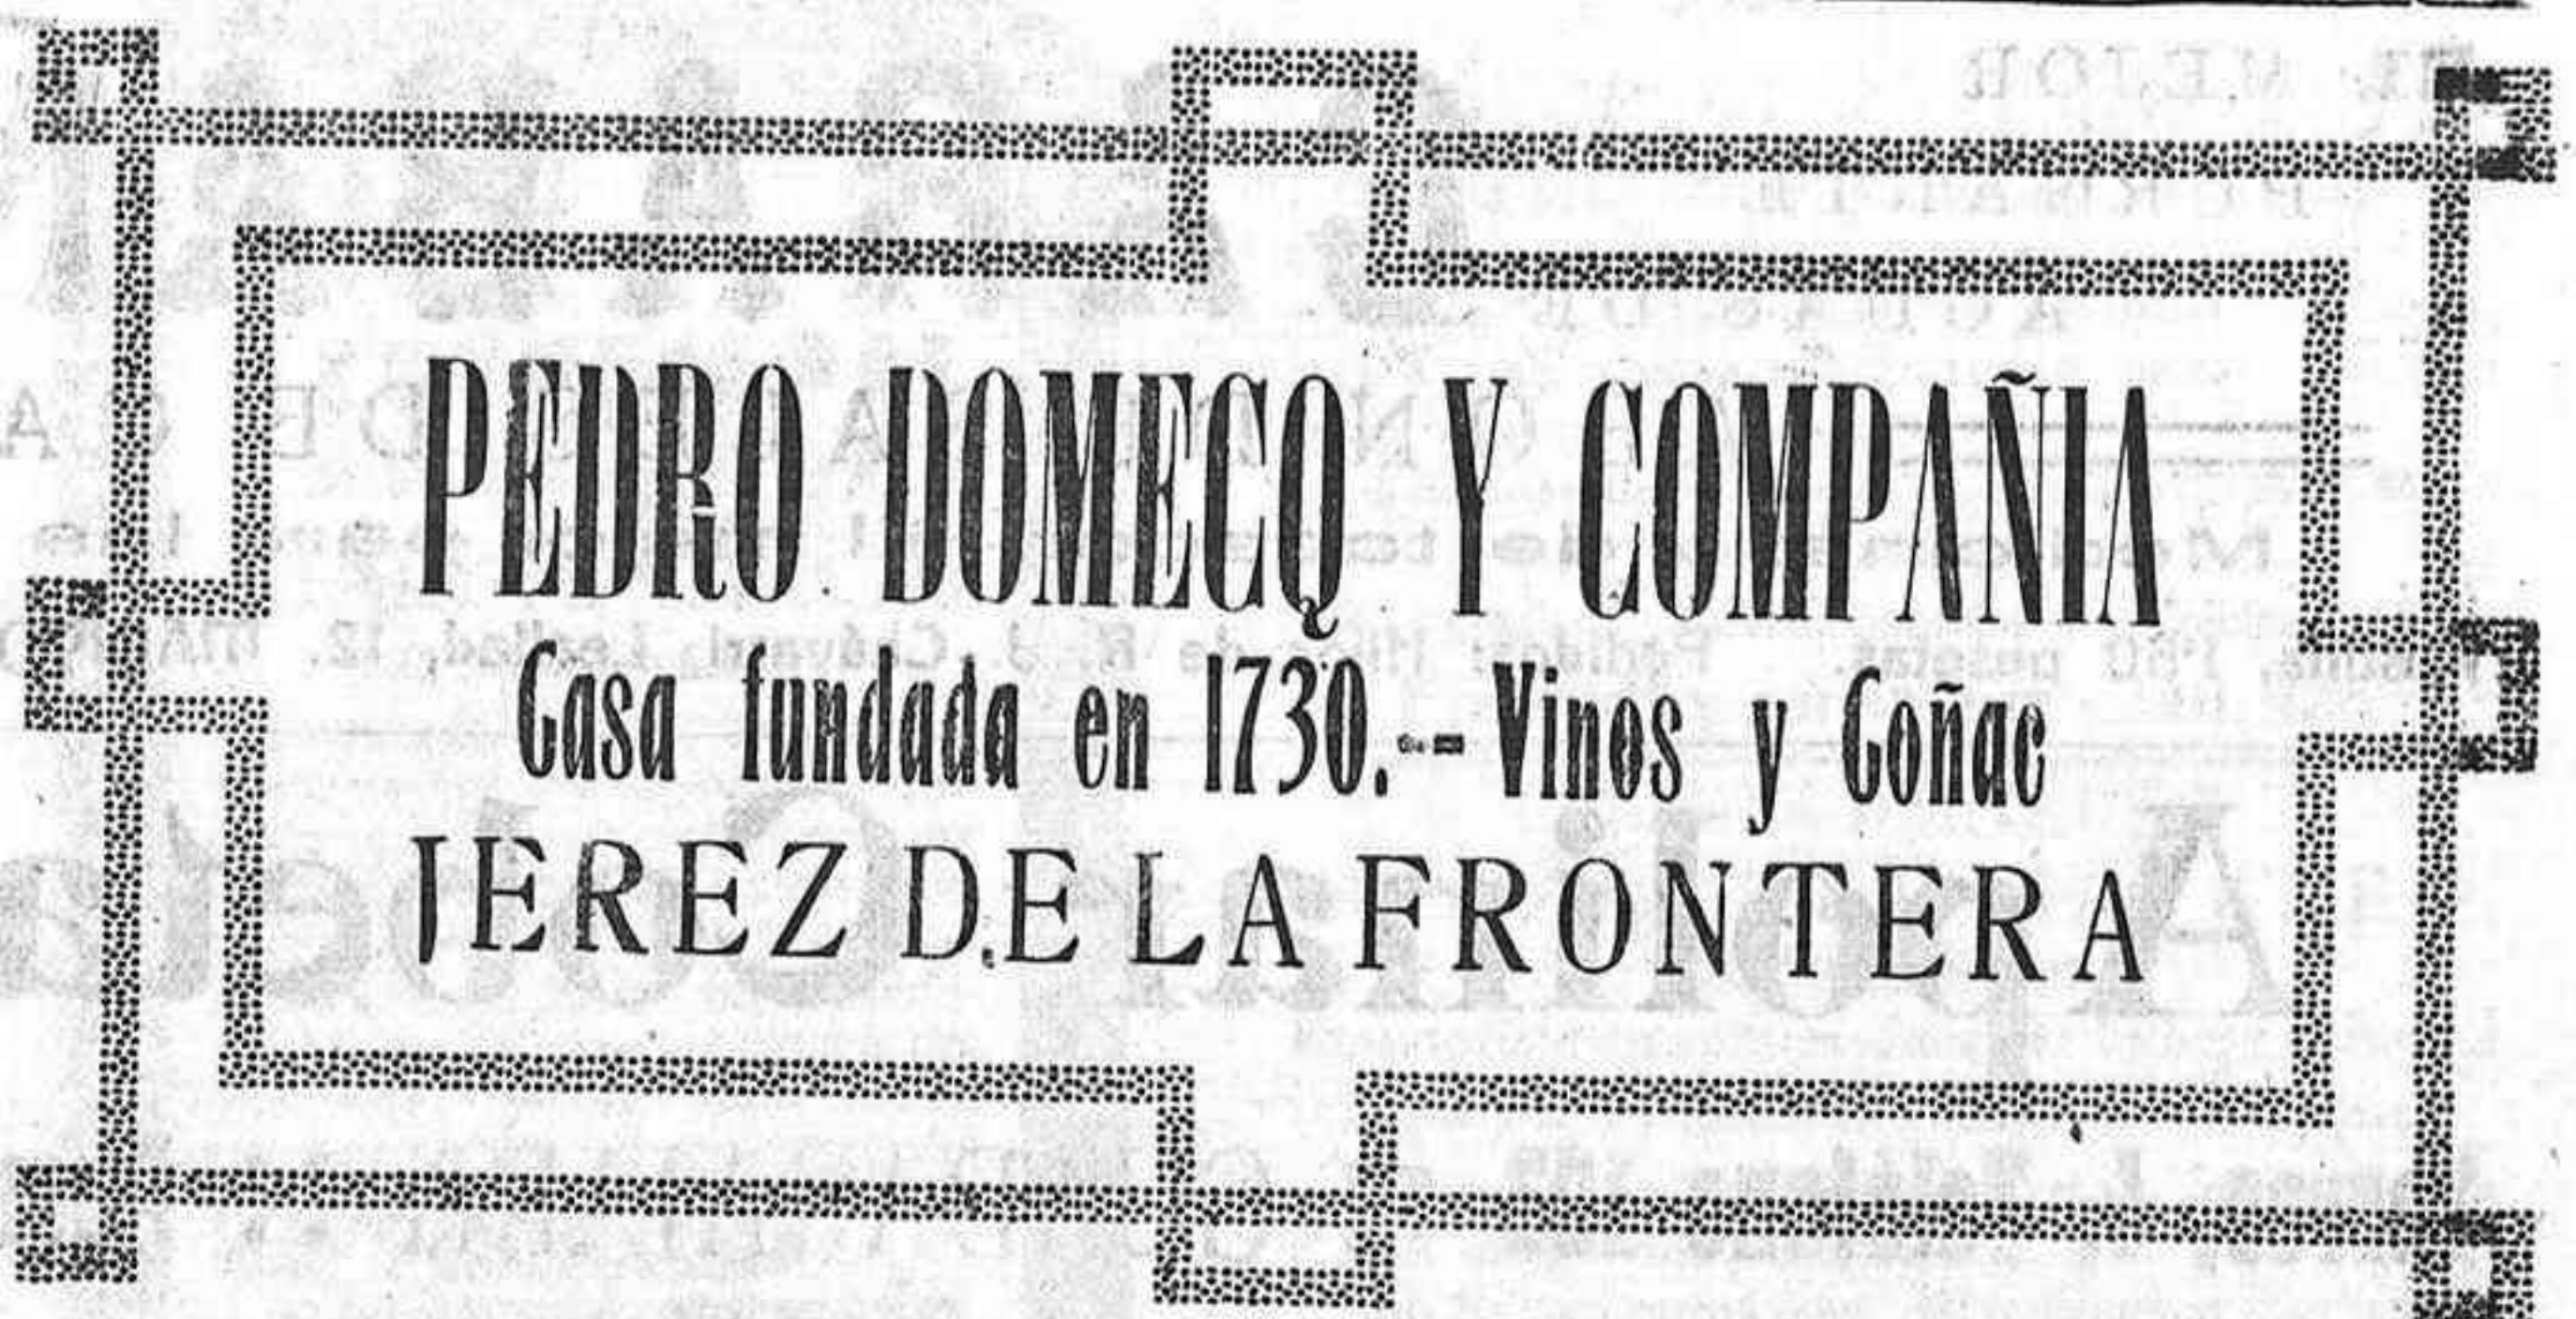 PEDRO DOMECQ Y COMPAÑIA
Casa fundada en 1730.--Vinos y Coñac
JEREZ DE LA FRONTERA